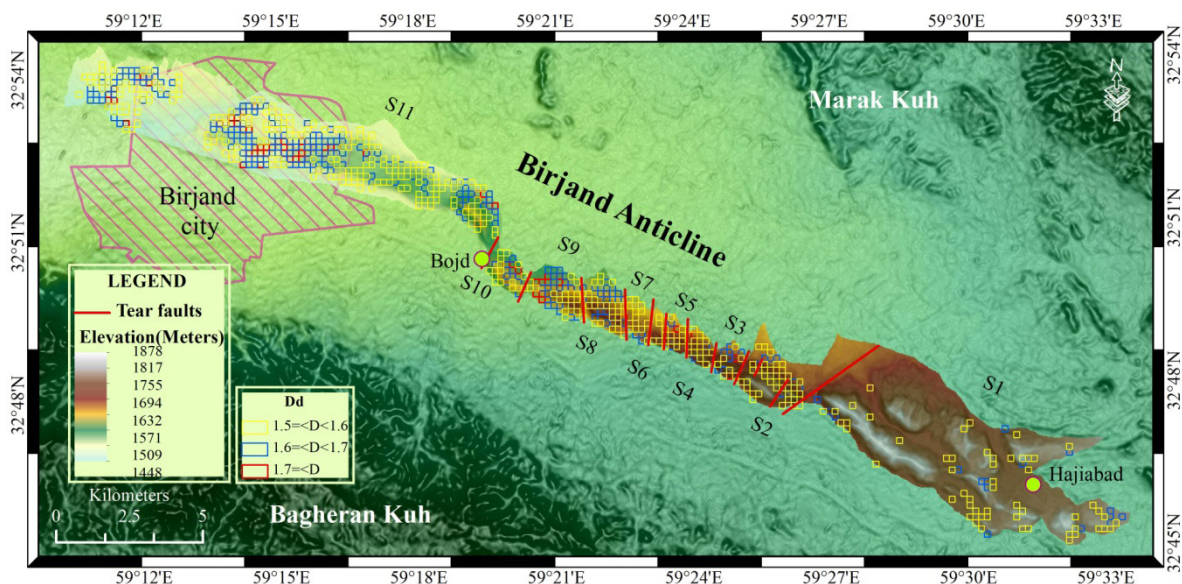 59°12'E 59°15'E 59°18'E 59°21'E 59°24'E 59°27'E 59°30'E 59°33'E
32°54'N
32°54'N
N
Marak Kuh
S11
Birjand Anticline
Birjand
city
32°51'N
32°51'N
Bojd
S10
S9
S7
S5
S3
S1
S8
S6
S4
S2
LEGEND
Tear faults
Elevation(Meters)
1878
1817
1755
1694
1632
1571
1509
1448
Dd
1.5=<D<1.6
1.6=<D<1.7
1.7=<D
32°48'N
32°48'N
Hajiabad
Kilometers
0 2.5 5
Bagheran Kuh
32°45'N
32°45'N
59°12'E 59°15'E 59°18'E 59°21'E 59°24'E 59°27'E 59°30'E 59°33'E